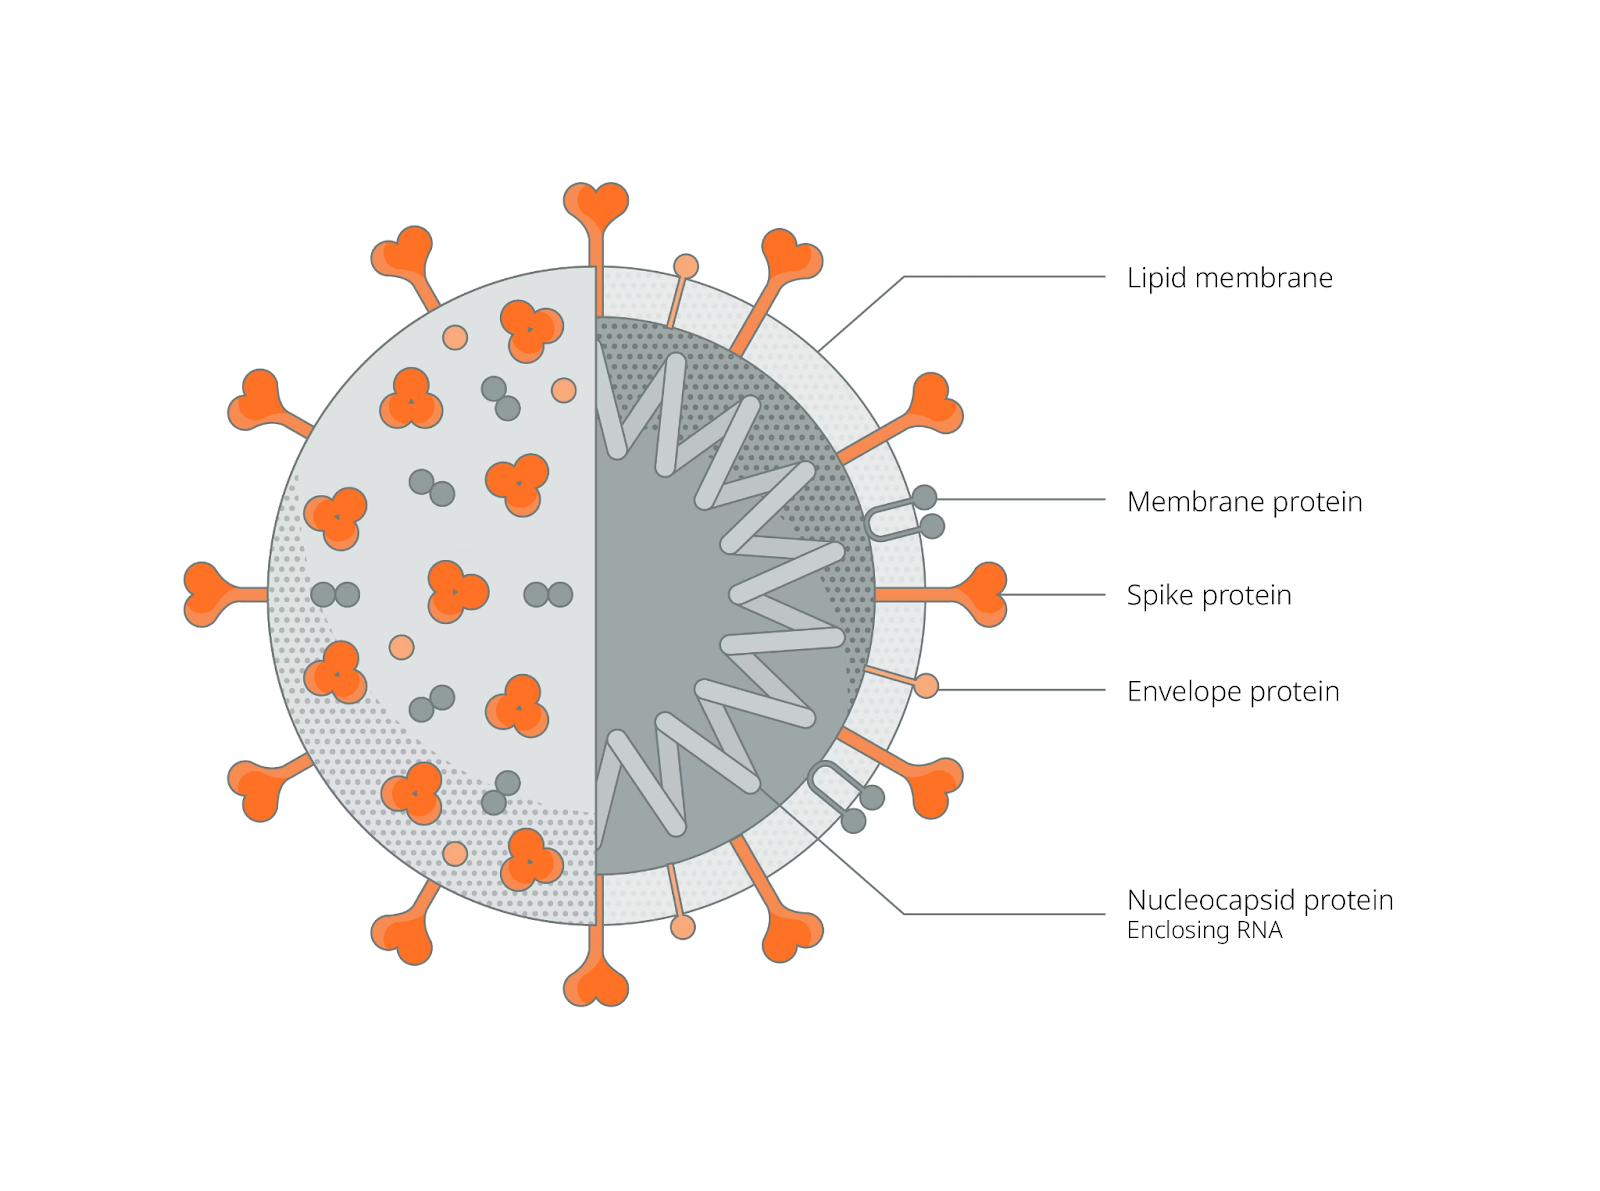 Lipid membrane
Membrane protein
Spike protein
Envelope protein
Nucleocapsid protein
Enclosing RNA